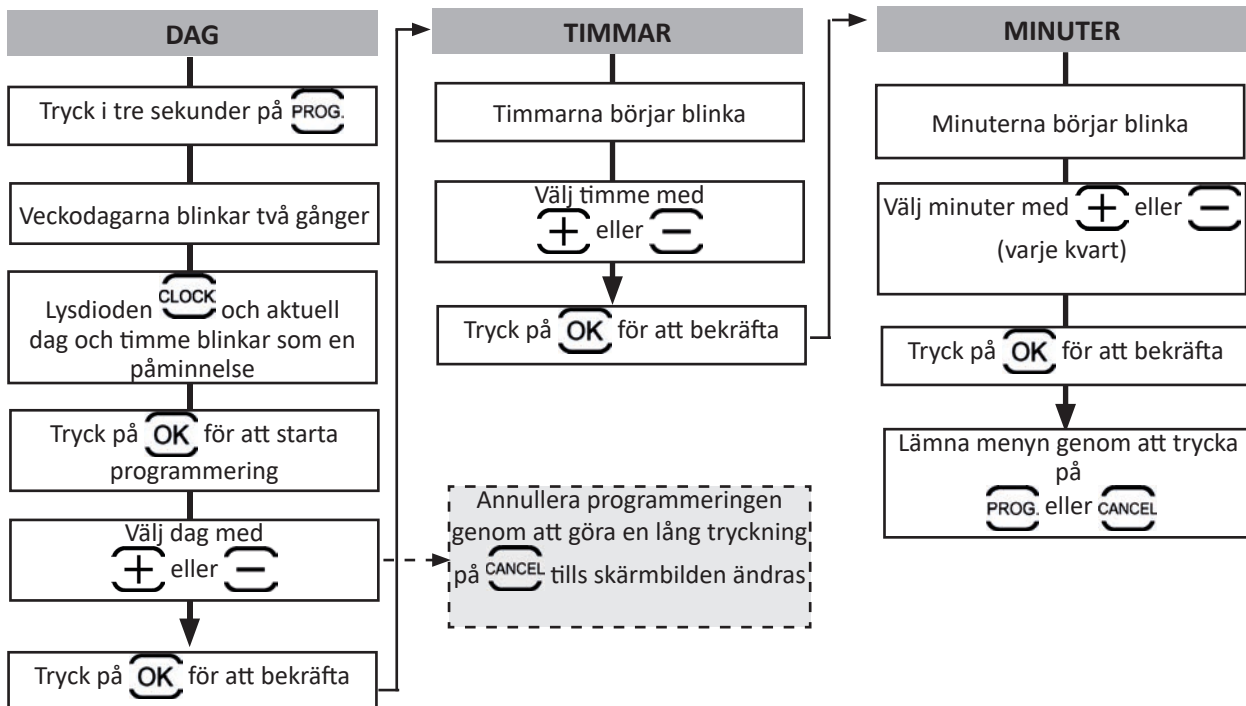 DAG
Tryck i tre sekunder på PROG.
Veckodagarna blinkar två gånger
Lysdioden CLOCK och aktuell
dag och timme blinkar som en
påminnelse
Tryck på OK för att starta
programmering
Välj dag med
+ eller −
Tryck på OK för att bekräfta
TIMMAR
Timmarna börjar blinka
Välj timme med
+ eller −
Tryck på OK för att bekräfta
Annullera programmeringen
genom att göra en lång tryckning
på CANCEL tills skärmbilden ändras
MINUTER
Minuterna börjar blinka
Välj minuter med + eller −
(varje kvart)
Tryck på OK för att bekräfta
Lämna menyn genom att trycka
på
PROG. eller CANCEL